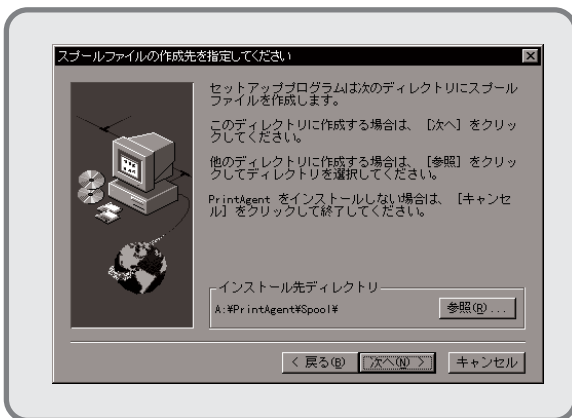 スプールファイルの作成先を指定してください
セットアッププログラムは次のディレクトリにスプール
ファイルを作成します。
このディレクトリに作成する場合は、［次へ］をクリッ
クしてください。
他のディレクトリに作成する場合は、［参照］をクリッ
クしてディレクトリを選択してください。
PrintAgent をインストールしない場合は、［キャンセ
ル］をクリックして終了してください。
インストール先ディレクトリ
A:¥PrintAgent¥Spool¥
参照(R)...
< 戻る(B)
次へ(N) >
キャンセル